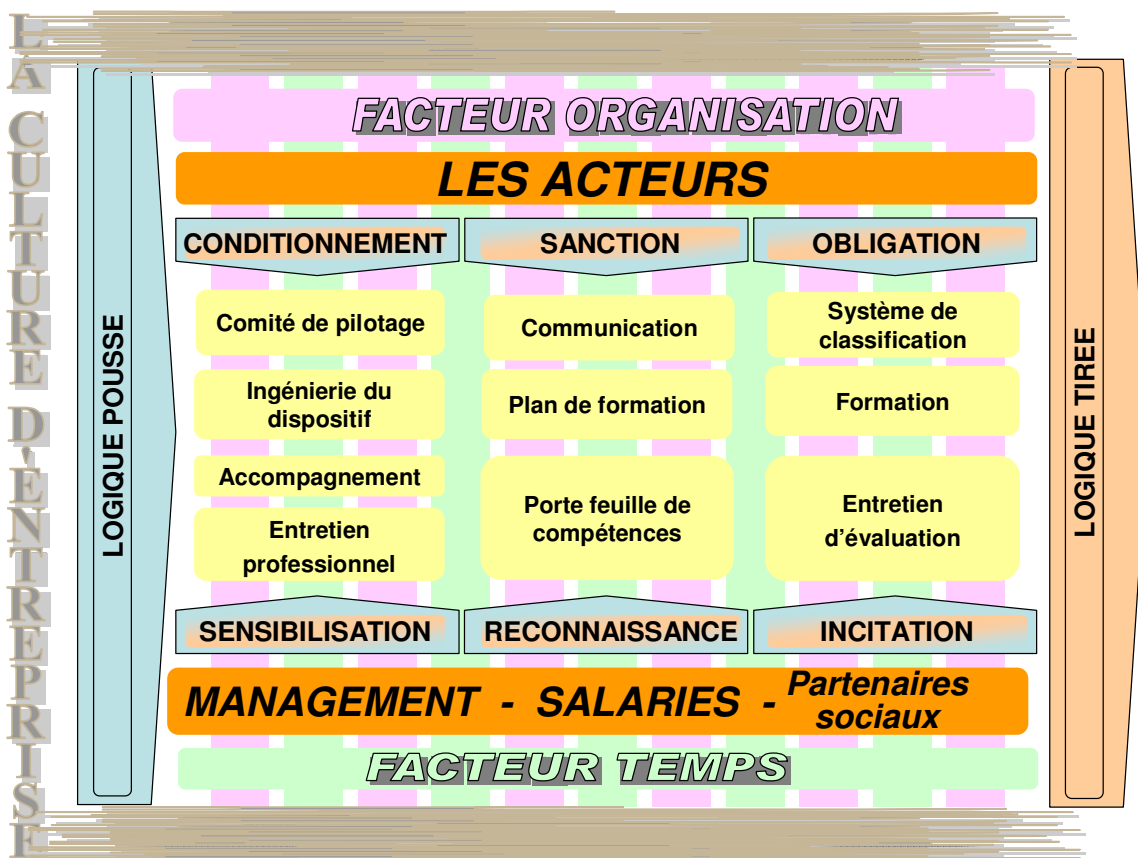 LA CULTURE D'ENTREPRISE
LOGIQUE POUSSE
FACTEUR ORGANISATION
LES ACTEURS
CONDITIONNEMENT
SANCTION
OBLIGATION
Comité de pilotage
Communication
Système de
classification
Ingénierie du
dispositif
Plan de formation
Formation
Accompagnement
Entretien
professionnel
Porte feuille de
compétences
Entretien
d'évaluation
SENSIBILISATION
RECONNAISSANCE
INCITATION
MANAGEMENT - SALARIES - Partenaires
sociaux
FACTEUR TEMPS
LOGIQUE TIREE